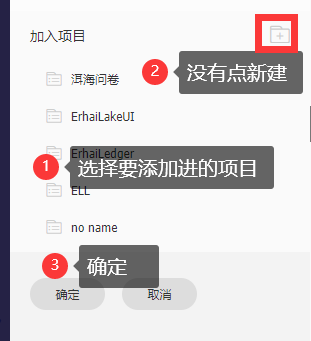 加入项目
2 没有点新建
洱海问卷
ErhaiLakeUI
ErhaiLedger
1 选择要添加进的项目
ELL
no name
3 确定
确定
取消